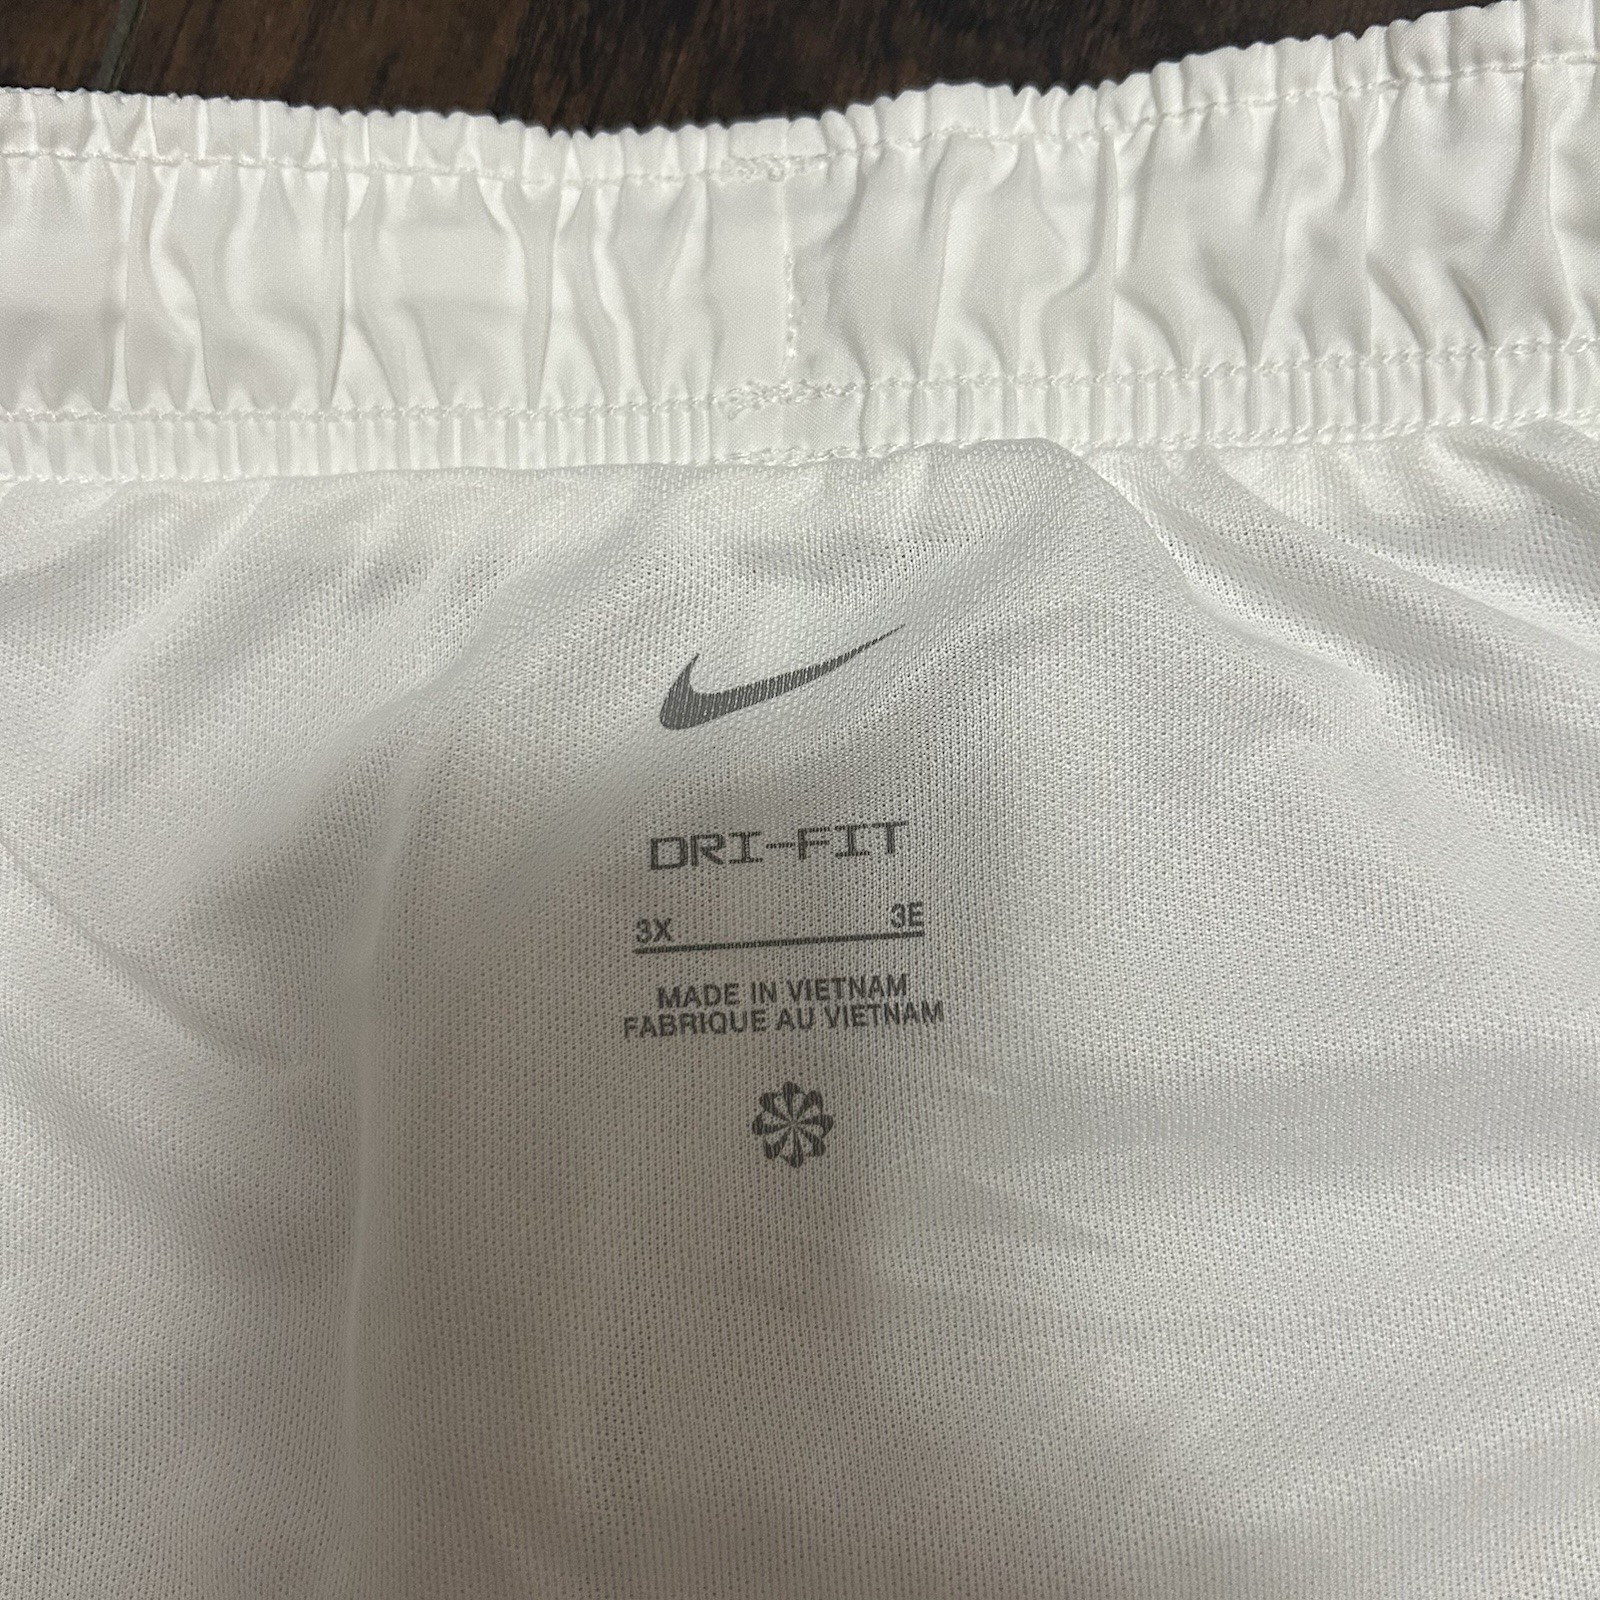 DRI-FIT
3X 3E
MADE IN VIETNAM
FABRIQUE AU VIETNAM